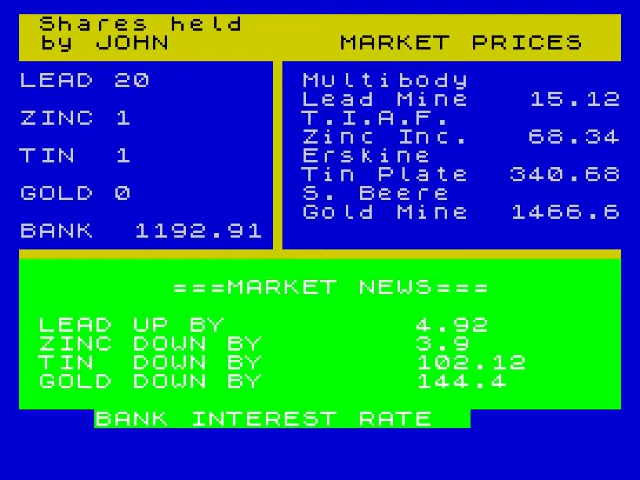 Shares held
by JOHN
MARKET PRICES
LEAD 20
ZINC 1
TIN 1
GOLD 0
BANK 1192.91
Multibody
Lead Mine 15.12
T.I.A.F.
Zinc Inc. 68.34
Erskine
Tin Plate 340.68
S. Beere
Gold Mine 1466.6
===MARKET NEWS===
LEAD UP BY 4.92
ZINC DOWN BY 3.9
TIN DOWN BY 102.12
GOLD DOWN BY 144.4
BANK INTEREST RATE